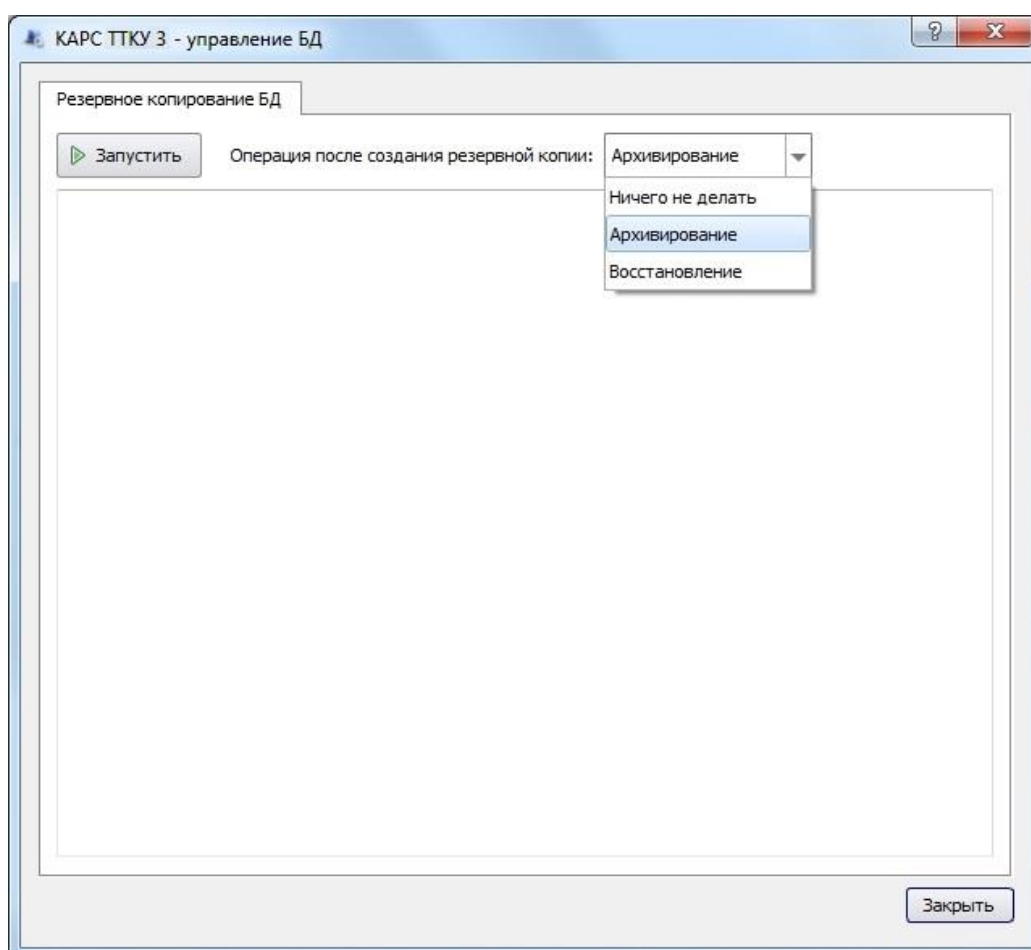 КАРС ТТКУ 3 - управление БД
Резервное копирование БД
Запустить Операция после создания резервной копии: Архивирование
Ничего не делать
Архивирование
Восстановление
Закрыть